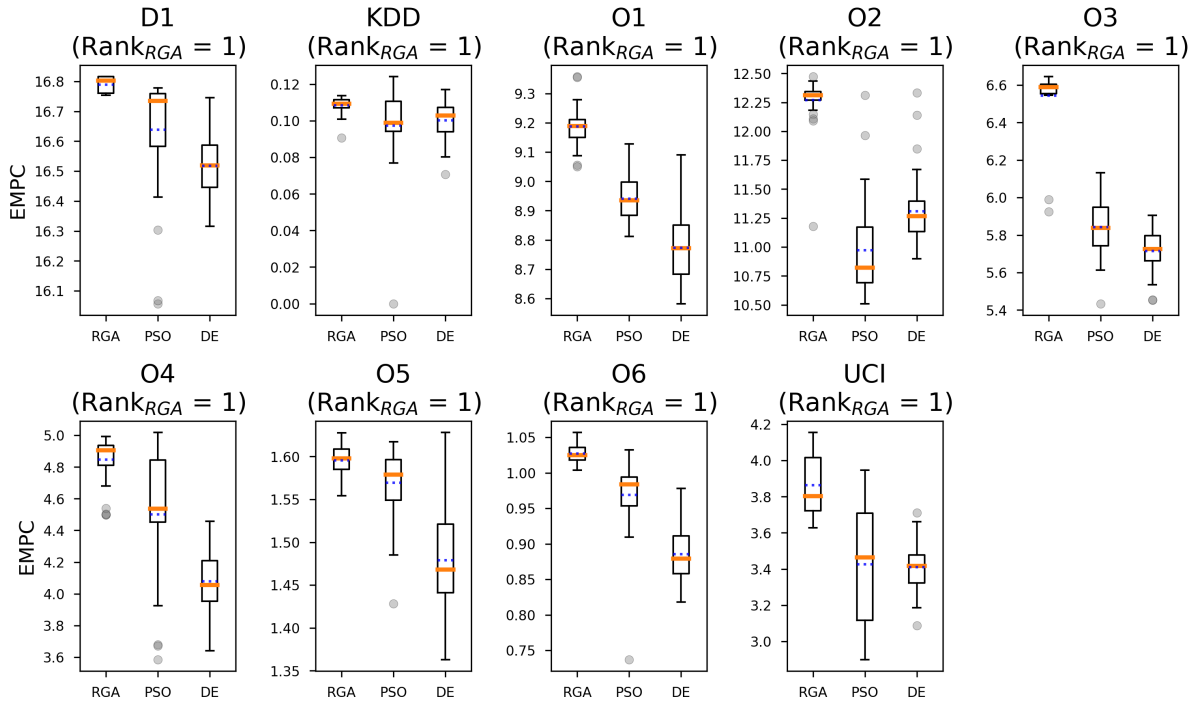 D1
(Rank_RGA = 1)
KDD
(Rank_RGA = 1)
O1
(Rank_RGA = 1)
O2
(Rank_RGA = 1)
O3
(Rank_RGA = 1)
EMPC
16.8
16.7
16.6
16.5
16.4
16.3
16.2
16.1
RGA PSO DE
0.12
0.10
0.08
0.06
0.04
0.02
0.00
RGA PSO DE
9.3
9.2
9.1
9.0
8.9
8.8
8.7
8.6
RGA PSO DE
12.50
12.25
12.00
11.75
11.50
11.25
11.00
10.75
10.50
RGA PSO DE
6.6
6.4
6.2
6.0
5.8
5.6
5.4
RGA PSO DE
O4
(Rank_RGA = 1)
O5
(Rank_RGA = 1)
O6
(Rank_RGA = 1)
UCI
(Rank_RGA = 1)
EMPC
5.0
4.8
4.6
4.4
4.2
4.0
3.8
3.6
RGA PSO DE
1.60
1.55
1.50
1.45
1.40
1.35
RGA PSO DE
1.05
1.00
0.95
0.90
0.85
0.80
0.75
RGA PSO DE
4.2
4.0
3.8
3.6
3.4
3.2
3.0
RGA PSO DE